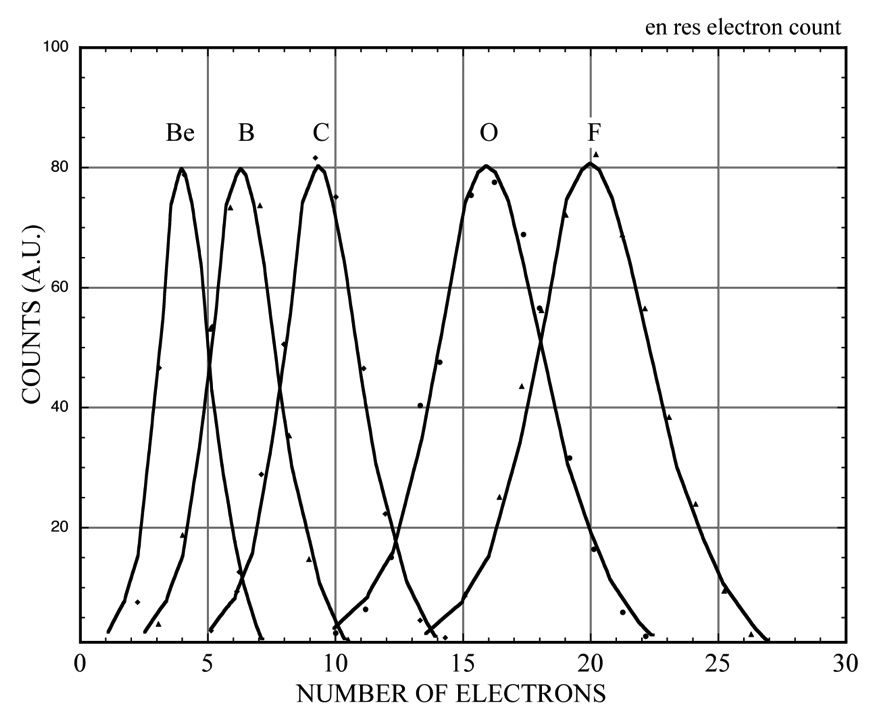 en res electron count
100
Be B C O F
80
60
40
20
COUNTS (A.U.)
0 5 10 15 20 25 30
NUMBER OF ELECTRONS